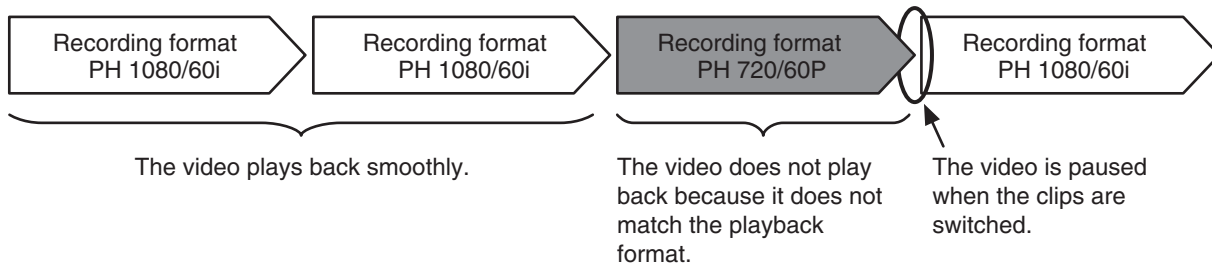 Recording format
PH 1080/60i
Recording format
PH 1080/60i
Recording format
PH 720/60P
Recording format
PH 1080/60i
The video plays back smoothly.
The video does not play
back because it does not
match the playback
format.
The video is paused
when the clips are
switched.